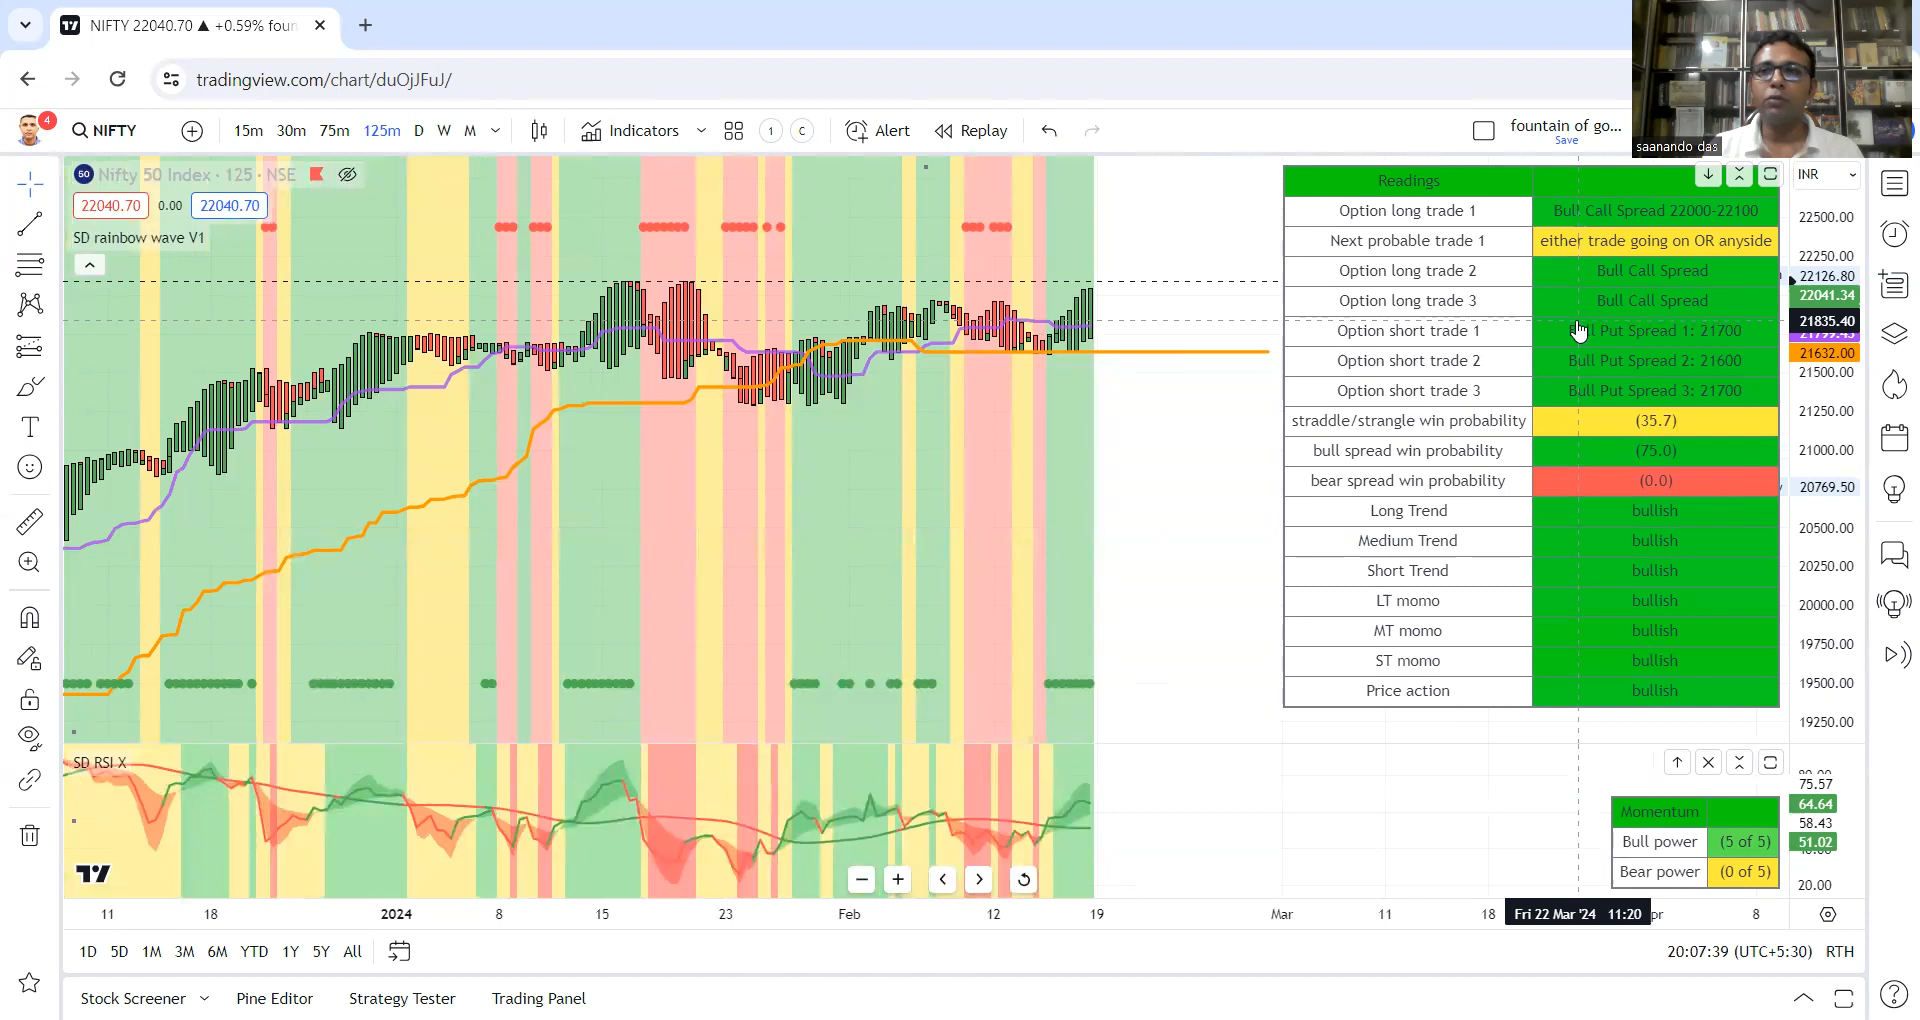 NIFTY 22040.70 ▲ +0.59% foun
tradingview.com/chart/duOjJFuJ/
saanando das
4
NIFTY
15m 30m 75m 125m D W M
Indicators
1 C
Alert
Replay
fountain of go...
Save
50 Nifty 50 Index · 125 · NSE
22040.70 0.00 22040.70
SD rainbow wave V1
Readings
Option long trade 1 Bull Call Spread 22000-22100
Next probable trade 1 either trade going on OR anyside
Option long trade 2 Bull Call Spread
Option long trade 3 Bull Call Spread
Option short trade 1 Put Spread 1: 21700
Option short trade 2 Bull Put Spread 2: 21600
Option short trade 3 Bull Put Spread 3: 21700
straddle/strangle win probability (35.7)
bull spread win probability (75.0)
bear spread win probability (0.0)
Long Trend bullish
Medium Trend bullish
Short Trend bullish
LT momo bullish
MT momo bullish
ST momo bullish
Price action bullish
INR
22500.00
22250.00
22126.80
22041.34
21835.40
21632.00
21500.00
21250.00
21000.00
20769.50
20500.00
20250.00
20000.00
19750.00
19500.00
19250.00
SD RSI X
Momentum
Bull power (5 of 5)
Bear power (0 of 5)
75.57
64.64
58.43
51.02
20.00
11 18 2024 8 15 23 Feb 12 19 Mar 11 18 Fri 22 Mar '24 11:20 pr 8
1D 5D 1M 3M 6M YTD 1Y 5Y All
20:07:39 (UTC+5:30) RTH
Stock Screener Pine Editor Strategy Tester Trading Panel